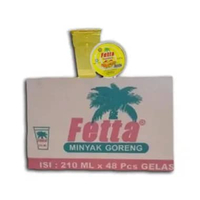 Fetta®
MINYAK GORENG
ISI : 210 ML x 48 Pcs GELAS